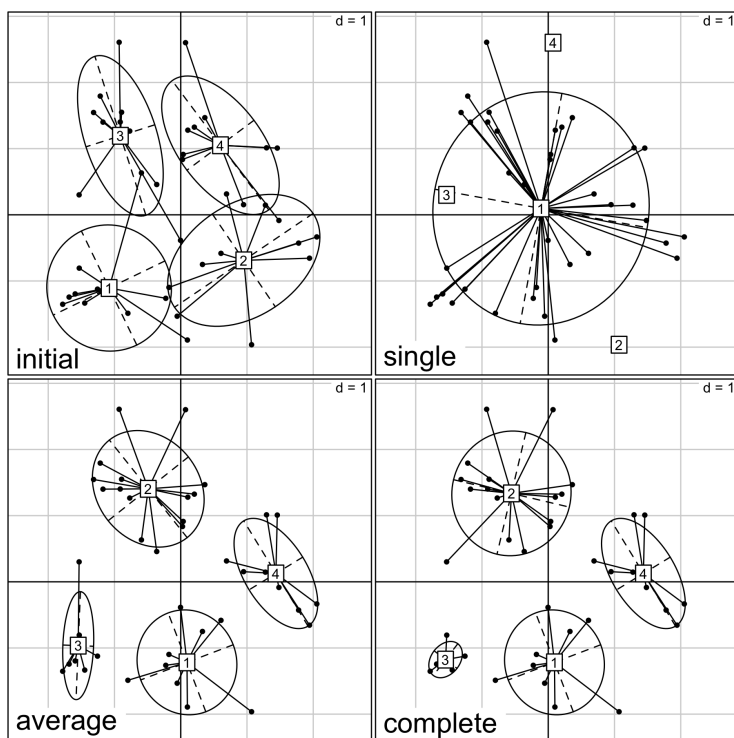 d = 1
3
4
2
1
initial
d = 1
4
3
1
2
single
d = 1
2
4
3
1
average
d = 1
2
4
3
1
complete